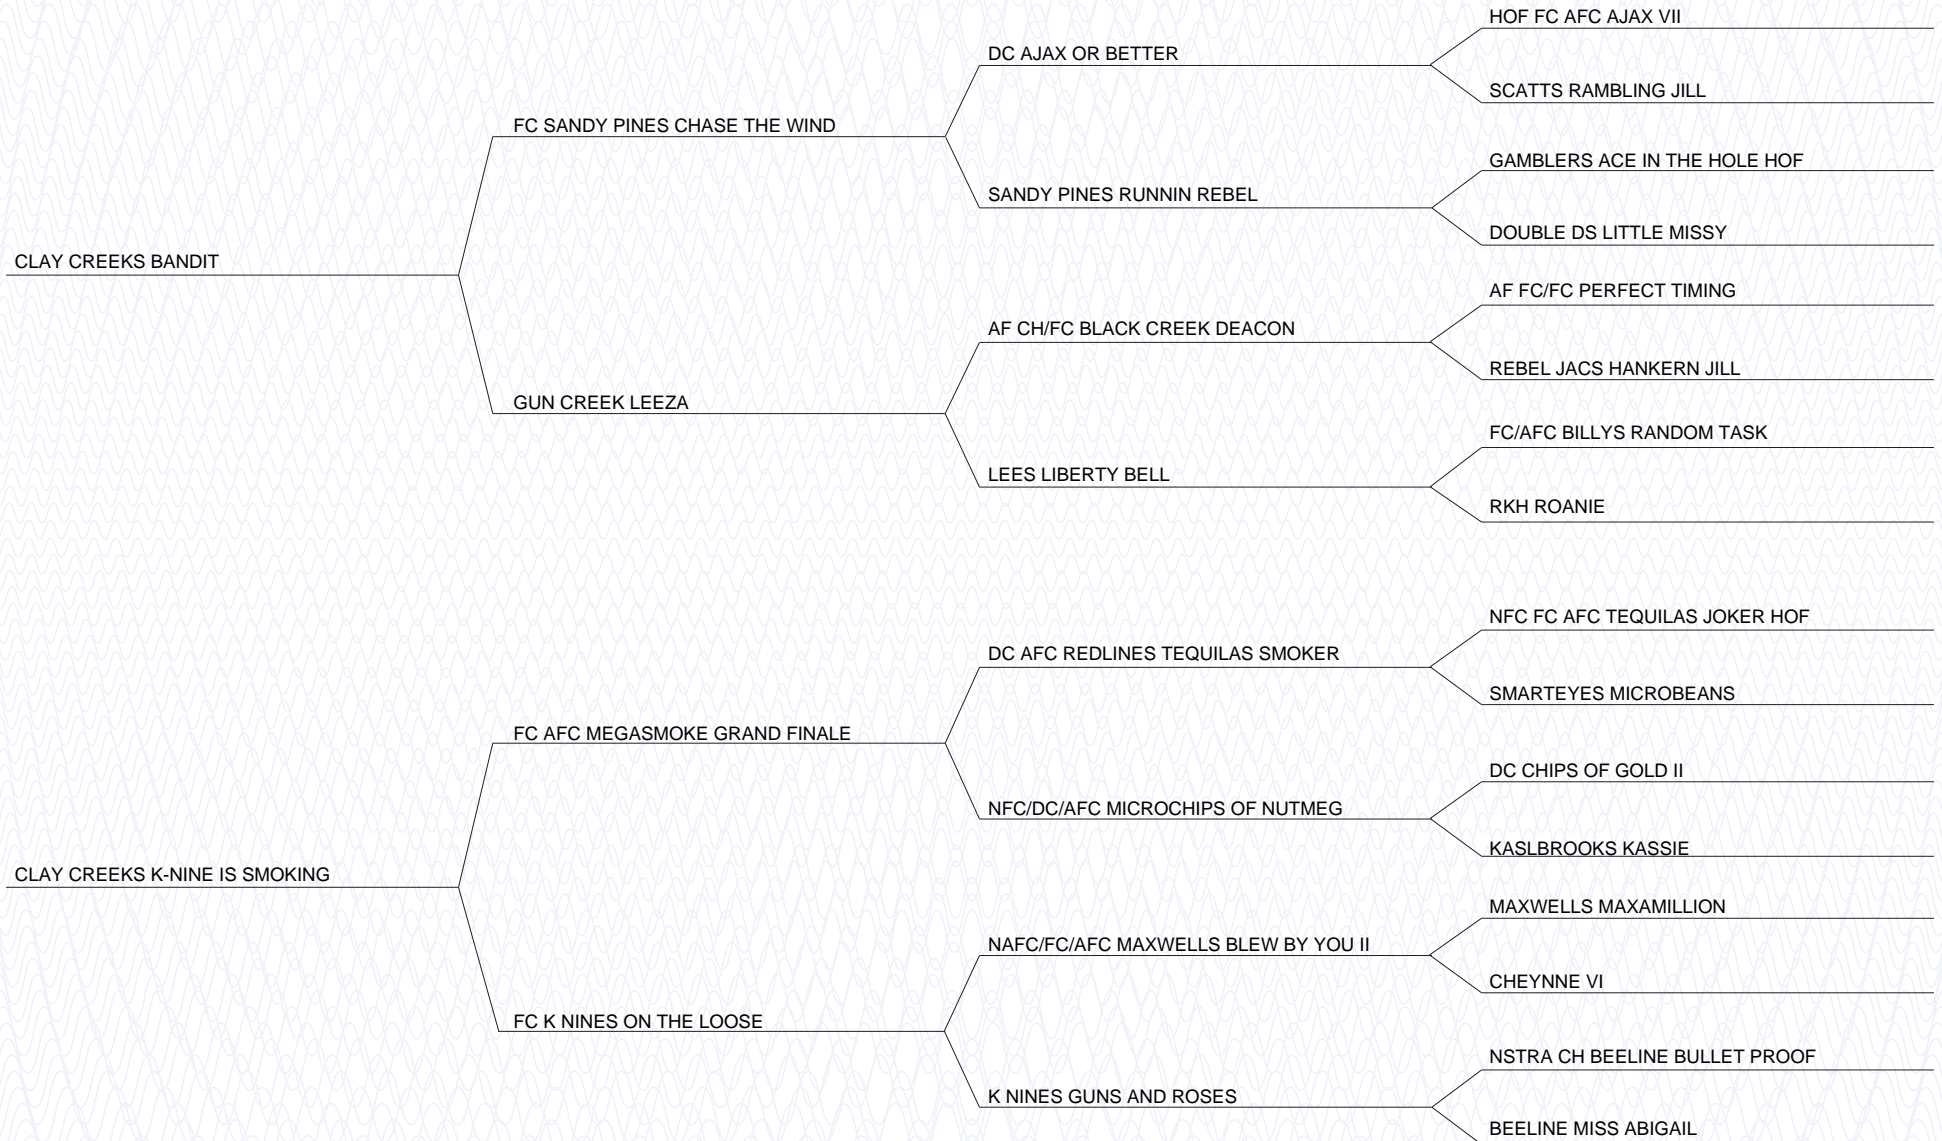 HOF FC AFC AJAX VII
DC AJAX OR BETTER
SCATTS RAMBLING JILL
FC SANDY PINES CHASE THE WIND
GAMBLERS ACE IN THE HOLE HOF
SANDY PINES RUNNIN REBEL
DOUBLE DS LITTLE MISSY
CLAY CREEKS BANDIT
AF FC/FC PERFECT TIMING
AF CH/FC BLACK CREEK DEACON
REBEL JACS HANKERN JILL
GUN CREEK LEEZA
FC/AFC BILLYS RANDOM TASK
LEES LIBERTY BELL
RKH ROANIE
NFC FC AFC TEQUILAS JOKER HOF
DC AFC REDLINES TEQUILAS SMOKER
SMARTEYES MICROBEANS
FC AFC MEGASMOKE GRAND FINALE
DC CHIPS OF GOLD II
NFC/DC/AFC MICROCHIPS OF NUTMEG
KASLBROOKS KASSIE
CLAY CREEKS K-NINE IS SMOKING
MAXWELLS MAXAMILLION
NAFC/FC/AFC MAXWELLS BLEW BY YOU II
CHEYNNE VI
FC K NINES ON THE LOOSE
NSTRA CH BEELINE BULLET PROOF
K NINES GUNS AND ROSES
BEELINE MISS ABIGAIL